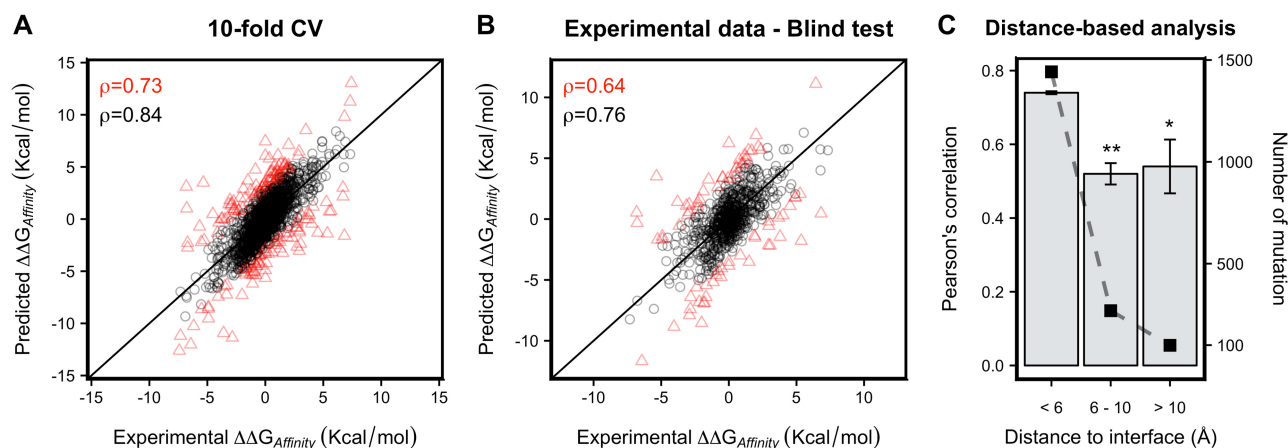 A
10-fold CV
ρ=0.73
ρ=0.84
Predicted ΔΔGAffinity (Kcal/mol)
15
10
5
0
-5
-10
-15
-15
-10
-5
0
5
10
15
Experimental ΔΔGAffinity (Kcal/mol)
B
Experimental data - Blind test
ρ=0.64
ρ=0.76
Predicted ΔΔGAffinity (Kcal/mol)
10
5
0
-5
-10
-10
-5
0
5
10
Experimental ΔΔGAffinity (Kcal/mol)
C
Distance-based analysis
Pearson's correlation
0.8
0.6
0.4
0.2
0.0
**
*
1500
1000
500
100
Number of mutation
< 6
6 - 10
> 10
Distance to interface (Å)